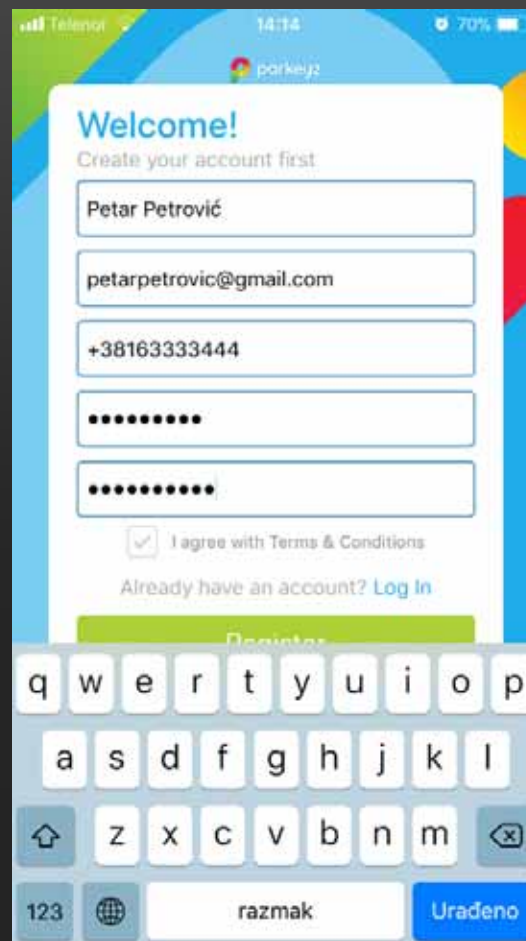 Telenor 14:14 70%
parkeyz
Welcome!
Create your account first
Petar Petrović
petarpetrovic@gmail.com
+38163333444
•••••••••
••••••••••
I agree with Terms & Conditions
Already have an account? Log In
Register
q w e r t y u i o p
a s d f g h j k l
z x c v b n m
123 razmak Urađeno